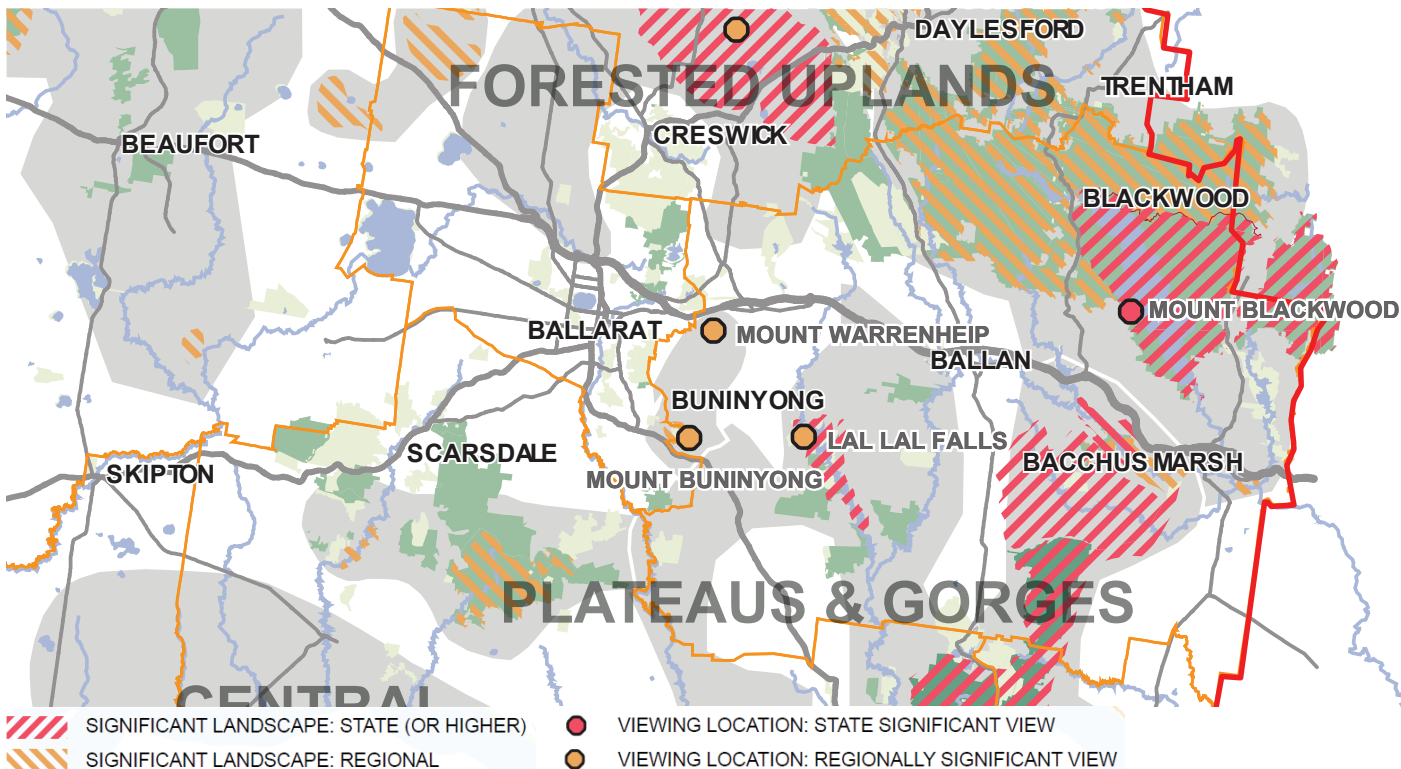 DAYLESFORD
FORESTED UPLANDS
TRENTHAM
CRESWICK
BEAUFORT
BLACKWOOD
MOUNT BLACKWOOD
BALLARAT
MOUNT WARRENHEIP
BALLAN
BUNINYONG
LAL LAL FALLS
SCARSDALE
BACCHUS MARSH
SKIPTON
MOUNT BUNINYONG
PLATEAUS & GORGES
CENTRAL
SIGNIFICANT LANDSCAPE: STATE (OR HIGHER)
VIEWING LOCATION: STATE SIGNIFICANT VIEW
SIGNIFICANT LANDSCAPE: REGIONAL
VIEWING LOCATION: REGIONALLY SIGNIFICANT VIEW